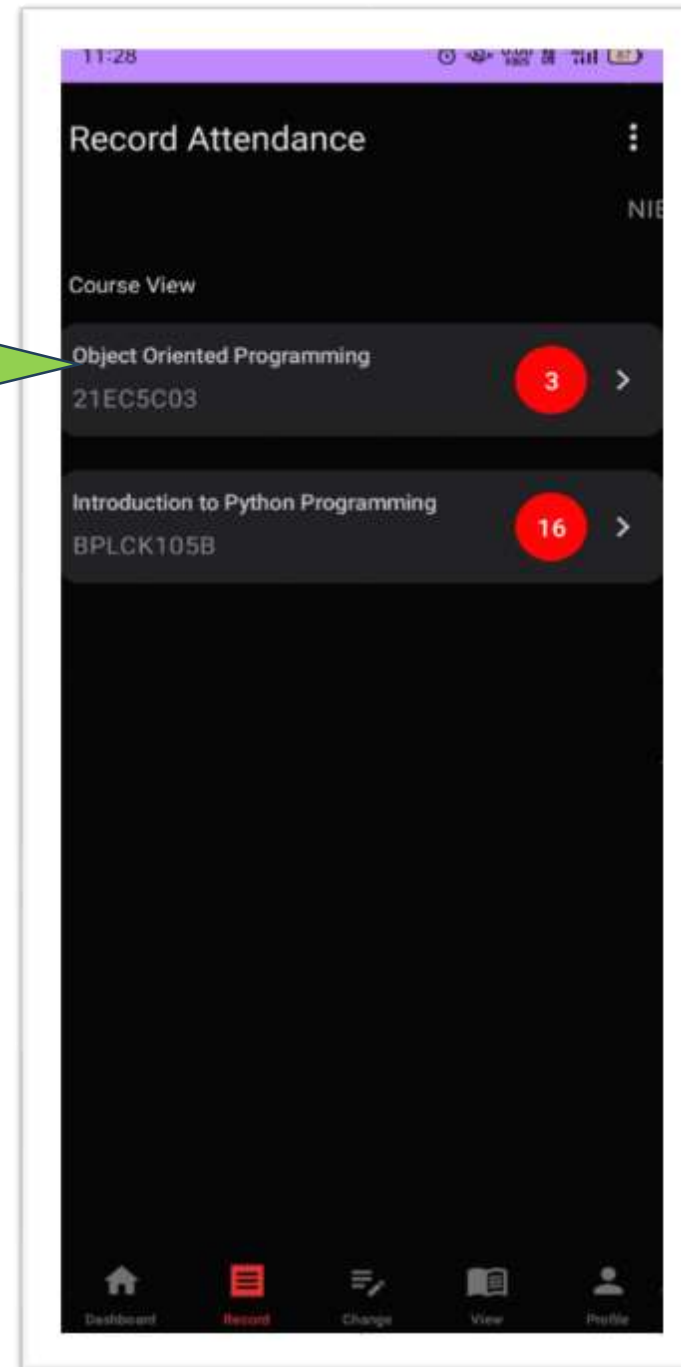 11:28
87
Record Attendance
NIE
Course View
Object Oriented Programming
3
21EC5C03
Introduction to Python Programming
16
BPLCK105B
Dashboard Record Change View Profile